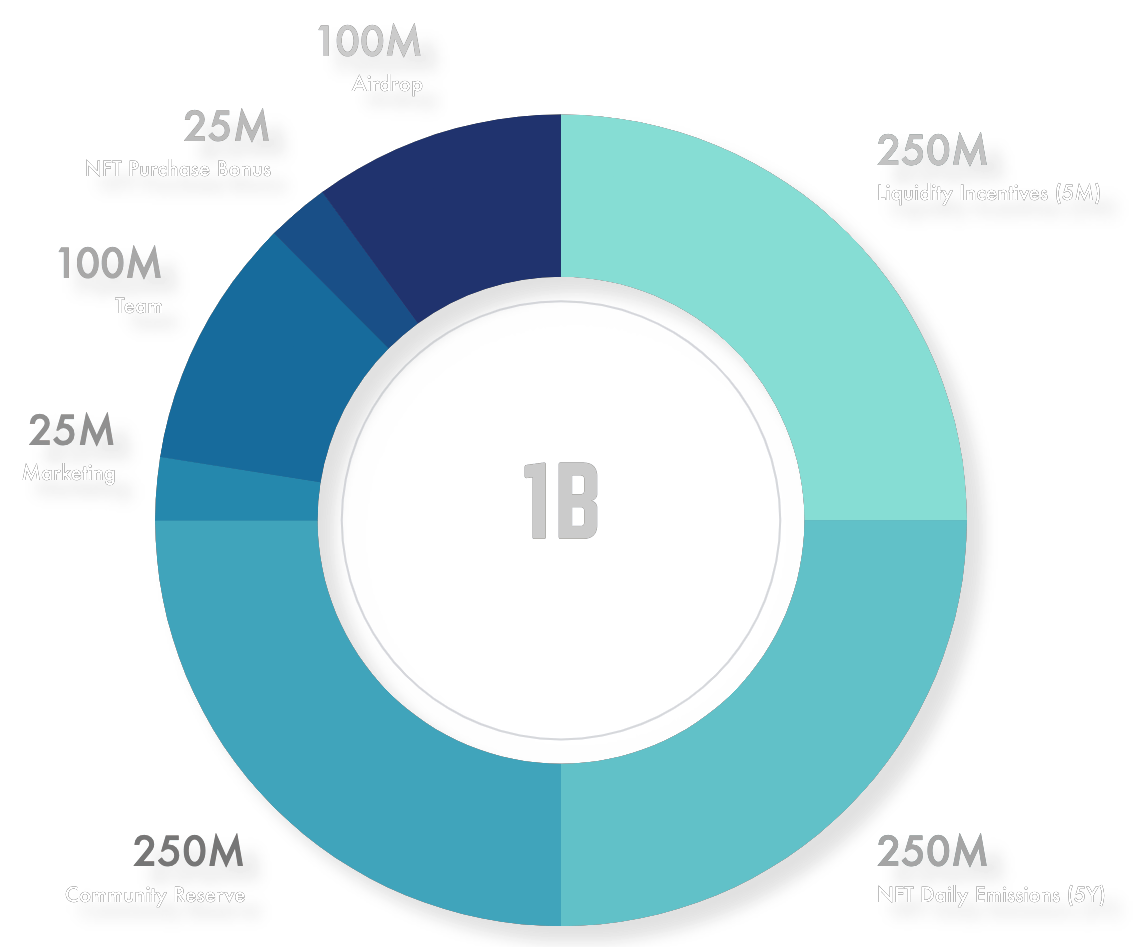 100M
Airdrop
25M
NFT Purchase Bonus
250M
Liquidity Incentives (5M)
100M
Team
25M
Marketing
1B
250M
Community Reserve
250M
NFT Daily Emissions (5Y)